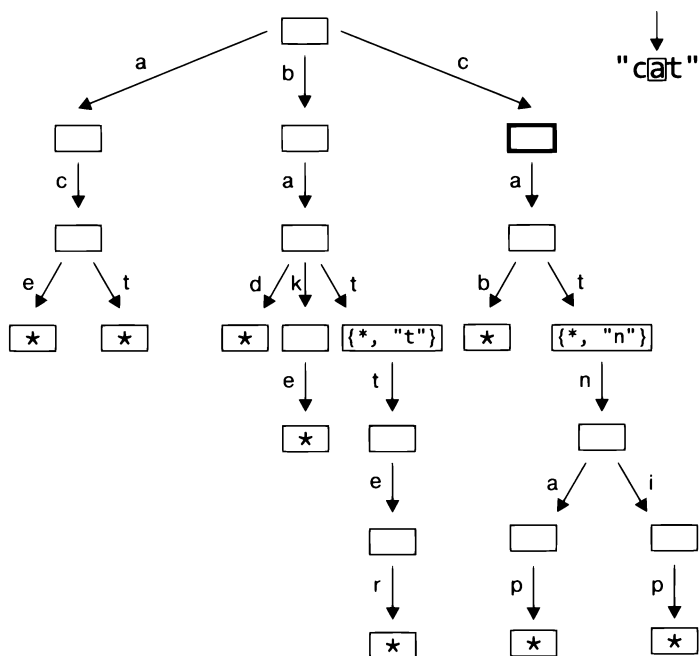 a b c
"cat"
c a a
e t d k t b t
* * * {*, "t"} * {*, "n"}
e t n
*
e a i
r p p
* * *